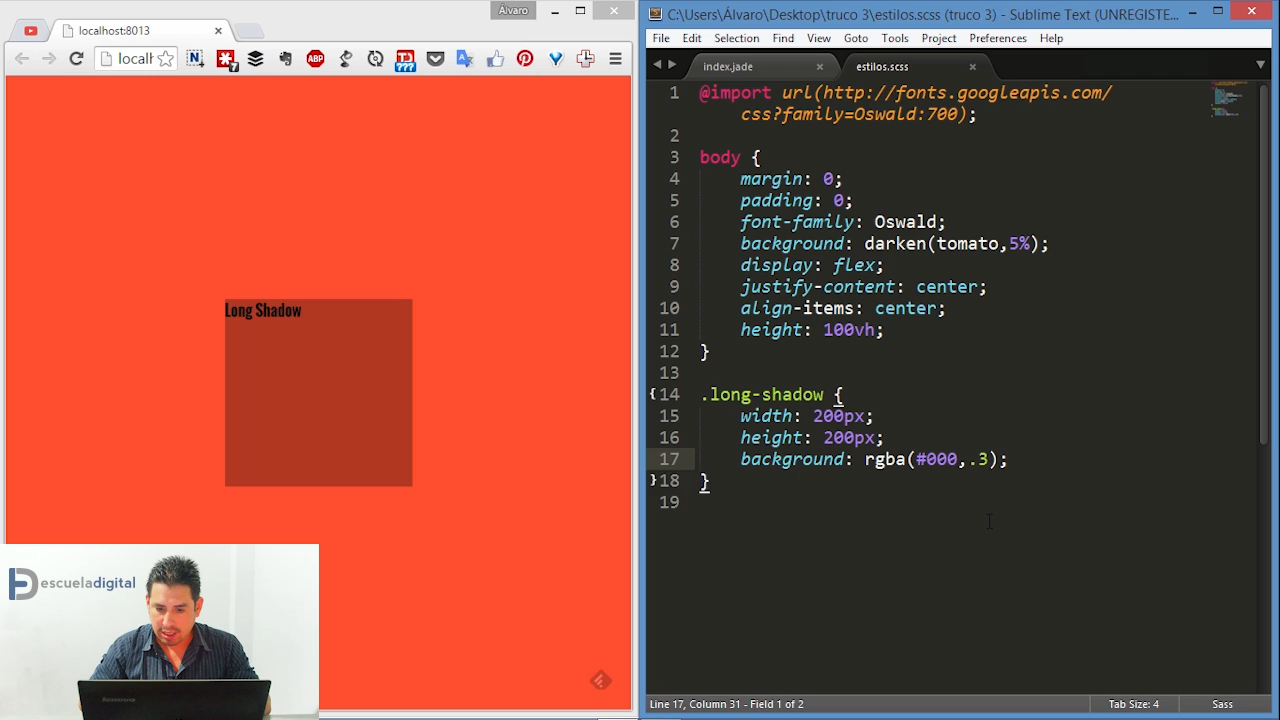 Álvaro
localhost:8013
localh
7
ABP
777
Long Shadow
escueladigital
C:\Users\Álvaro\Desktop\truco 3\estilos.scss (truco 3) - Sublime Text (UNREGISTE...
File Edit Selection Find View Goto Tools Project Preferences Help
index.jade
estilos.scss
1 @import url(http://fonts.googleapis.com/
css?family=Oswald:700);
2
3 body {
4 margin: 0;
5 padding: 0;
6 font-family: Oswald;
7 background: darken(tomato,5%);
8 display: flex;
9 justify-content: center;
10 align-items: center;
11 height: 100vh;
12 }
13
14 .long-shadow {
15 width: 200px;
16 height: 200px;
17 background: rgba(#000,.3);
18 }
19
Line 17, Column 31 - Field 1 of 2
Tab Size: 4
Sass